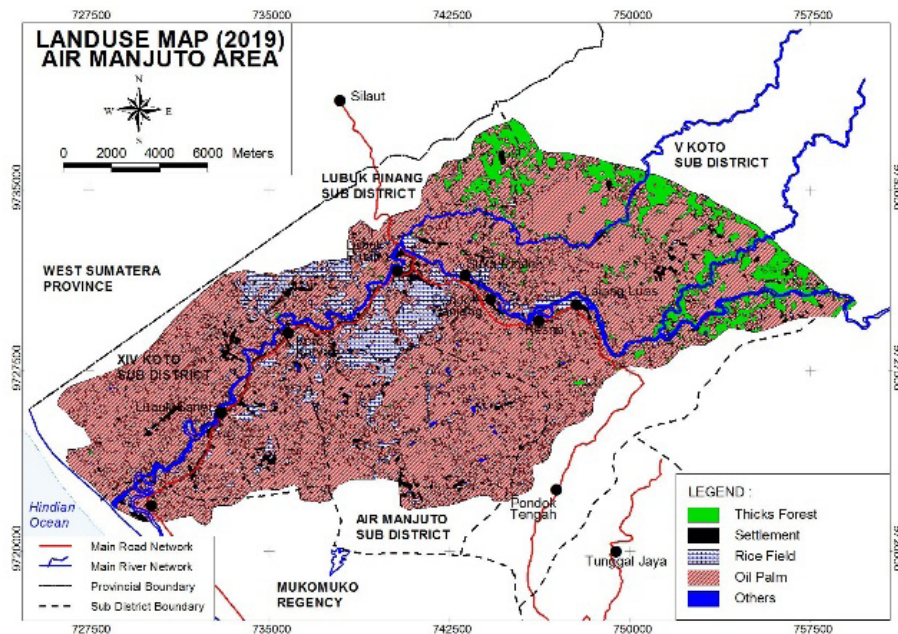 727500 735000 742500 750000 757500
LANDUSE MAP (2019)
AIR MANJUTO AREA
N
W E
S
0 2000 4000 6000 Meters
Silaut
V KOTO
SUB DISTRICT
LUBUK PINANG
SUB DISTRICT
9735000
9735000
WEST SUMATERA
PROVINCE
Lalang Luas
XIV KOTO
SUB DISTRICT
9727500
9727500
Hindian
Ocean
Pondok
Tengah
AIR MANJUTO
SUB DISTRICT
Tunggal Jaya
MUKOMUKO
REGENCY
9720000
9720000
Main Road Network
Main River Network
Provincial Boundary
Sub District Boundary
LEGEND :
Thicks Forest
Settlement
Rice Field
Oil Palm
Others
727500 735000 742500 750000 757500